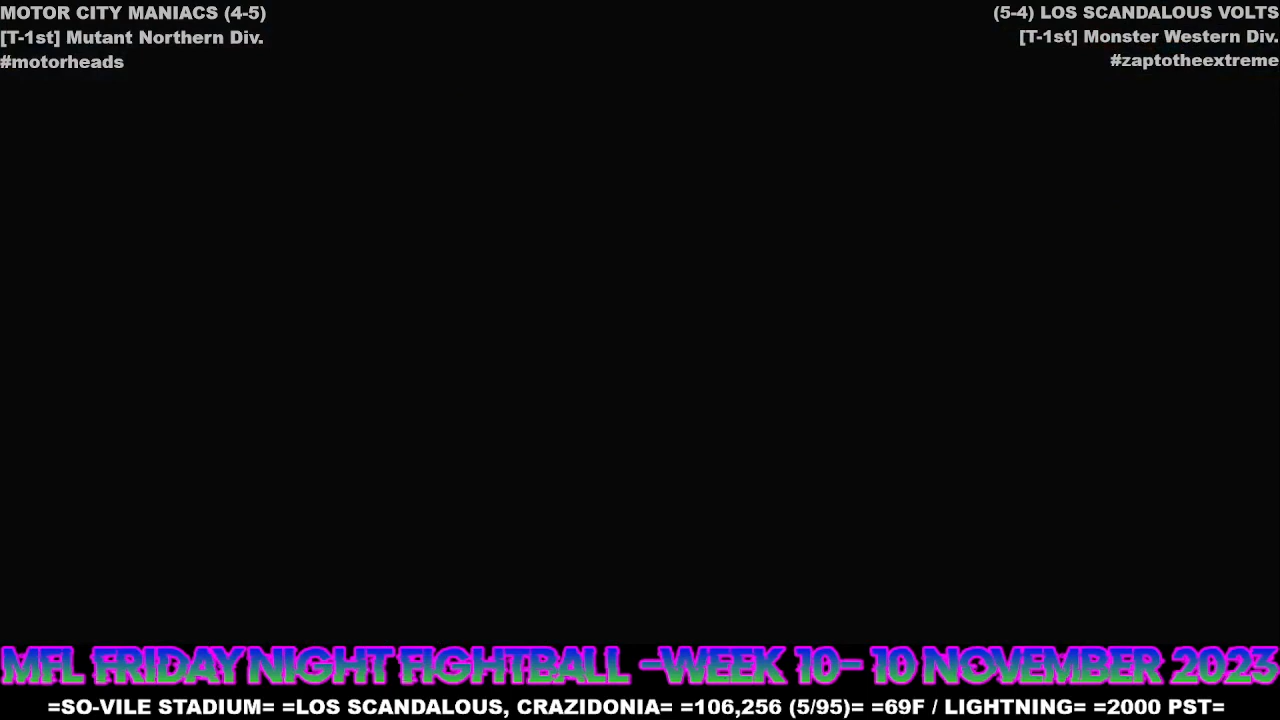 MOTOR CITY MANIACS (4-5)
[T-1st] Mutant Northern Div.
#motorheads
(5-4) LOS SCANDALOUS VOLTS
[T-1st] Monster Western Div.
#zaptotheextreme
MFL FRIDAY NIGHT FIGHTBALL -WEEK 10- 10 NOVEMBER 2023
=SO-VILE STADIUM= =LOS SCANDALOUS, CRAZIDONIA= =106,256 (5/95)= =69F / LIGHTNING= =2000 PST=